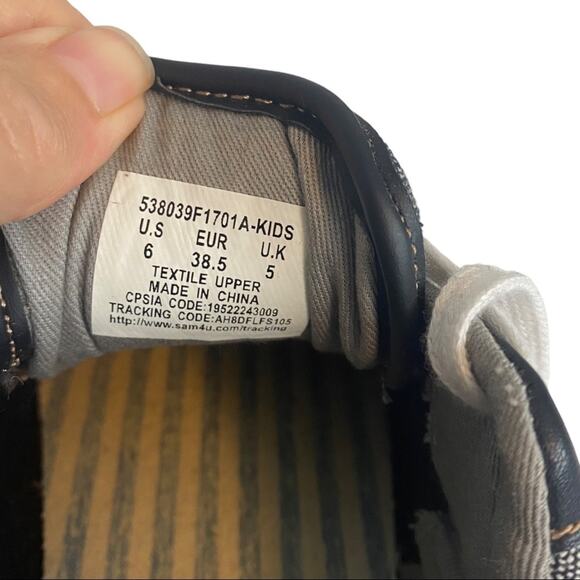 538039F1701A-KIDS
U.S EUR U.K
6 38.5 5
TEXTILE UPPER
MADE IN CHINA
CPSIA CODE:19522243009
TRACKING CODE:AH8DFLFS105
http://www.sam4u.com/tracking